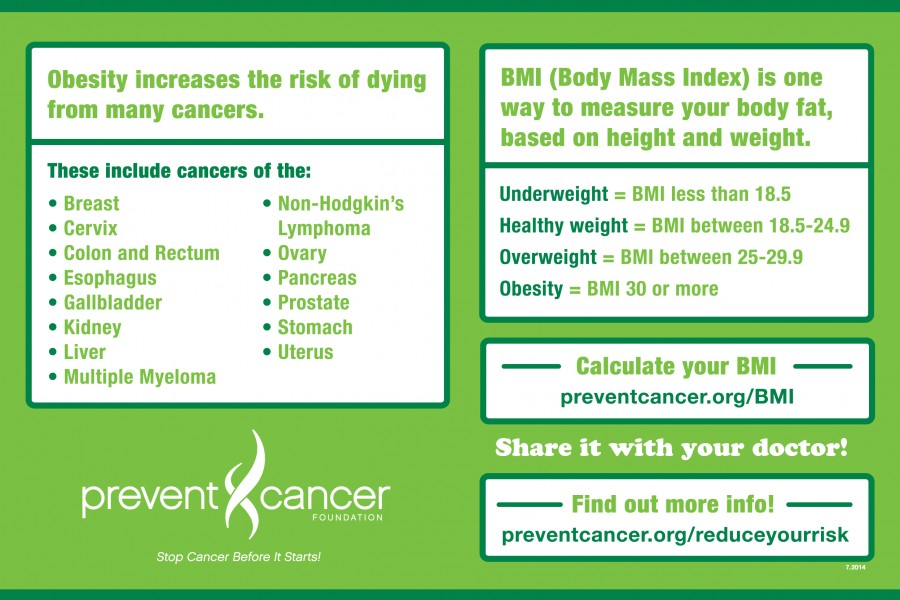 Obesity increases the risk of dying
from many cancers.
These include cancers of the:
• Breast
• Cervix
• Colon and Rectum
• Esophagus
• Gallbladder
• Kidney
• Liver
• Multiple Myeloma
• Non-Hodgkin's
Lymphoma
• Ovary
• Pancreas
• Prostate
• Stomach
• Uterus
prevent cancer
FOUNDATION
Stop Cancer Before It Starts!
BMI (Body Mass Index) is one
way to measure your body fat,
based on height and weight.
Underweight = BMI less than 18.5
Healthy weight = BMI between 18.5-24.9
Overweight = BMI between 25-29.9
Obesity = BMI 30 or more
Calculate your BMI
preventcancer.org/BMI
Share it with your doctor!
Find out more info!
preventcancer.org/reduceyourrisk
7.2014